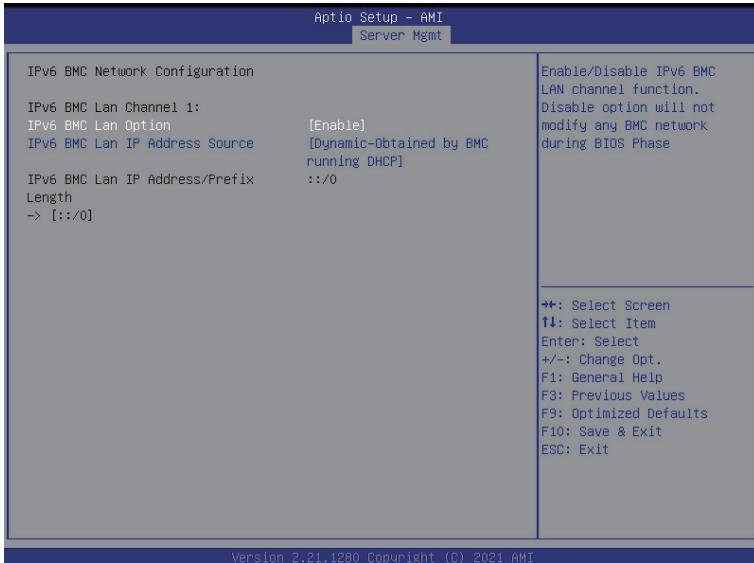 Aptio Setup – AMI
Server Mgmt
IPv6 BMC Network Configuration
IPv6 BMC Lan Channel 1:
IPv6 BMC Lan Option [Enable]
IPv6 BMC Lan IP Address Source [Dynamic-Obtained by BMC
running DHCP]
IPv6 BMC Lan IP Address/Prefix ::/0
Length
-> [::/0]
Enable/Disable IPv6 BMC
LAN channel function.
Disable option will not
modify any BMC network
during BIOS Phase
→←: Select Screen
↑↓: Select Item
Enter: Select
+/-: Change Opt.
F1: General Help
F3: Previous Values
F9: Optimized Defaults
F10: Save & Exit
ESC: Exit
Version 2.21.1280 Copyright (C) 2021 AMI